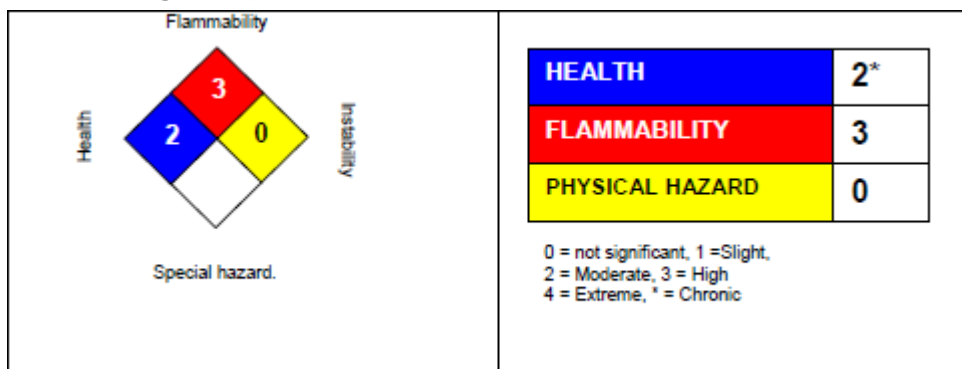 Flammability
3
Health
2
0
Instability
Special hazard.
HEALTH 2*
FLAMMABILITY 3
PHYSICAL HAZARD 0
0 = not significant, 1 =Slight,
2 = Moderate, 3 = High
4 = Extreme, * = Chronic